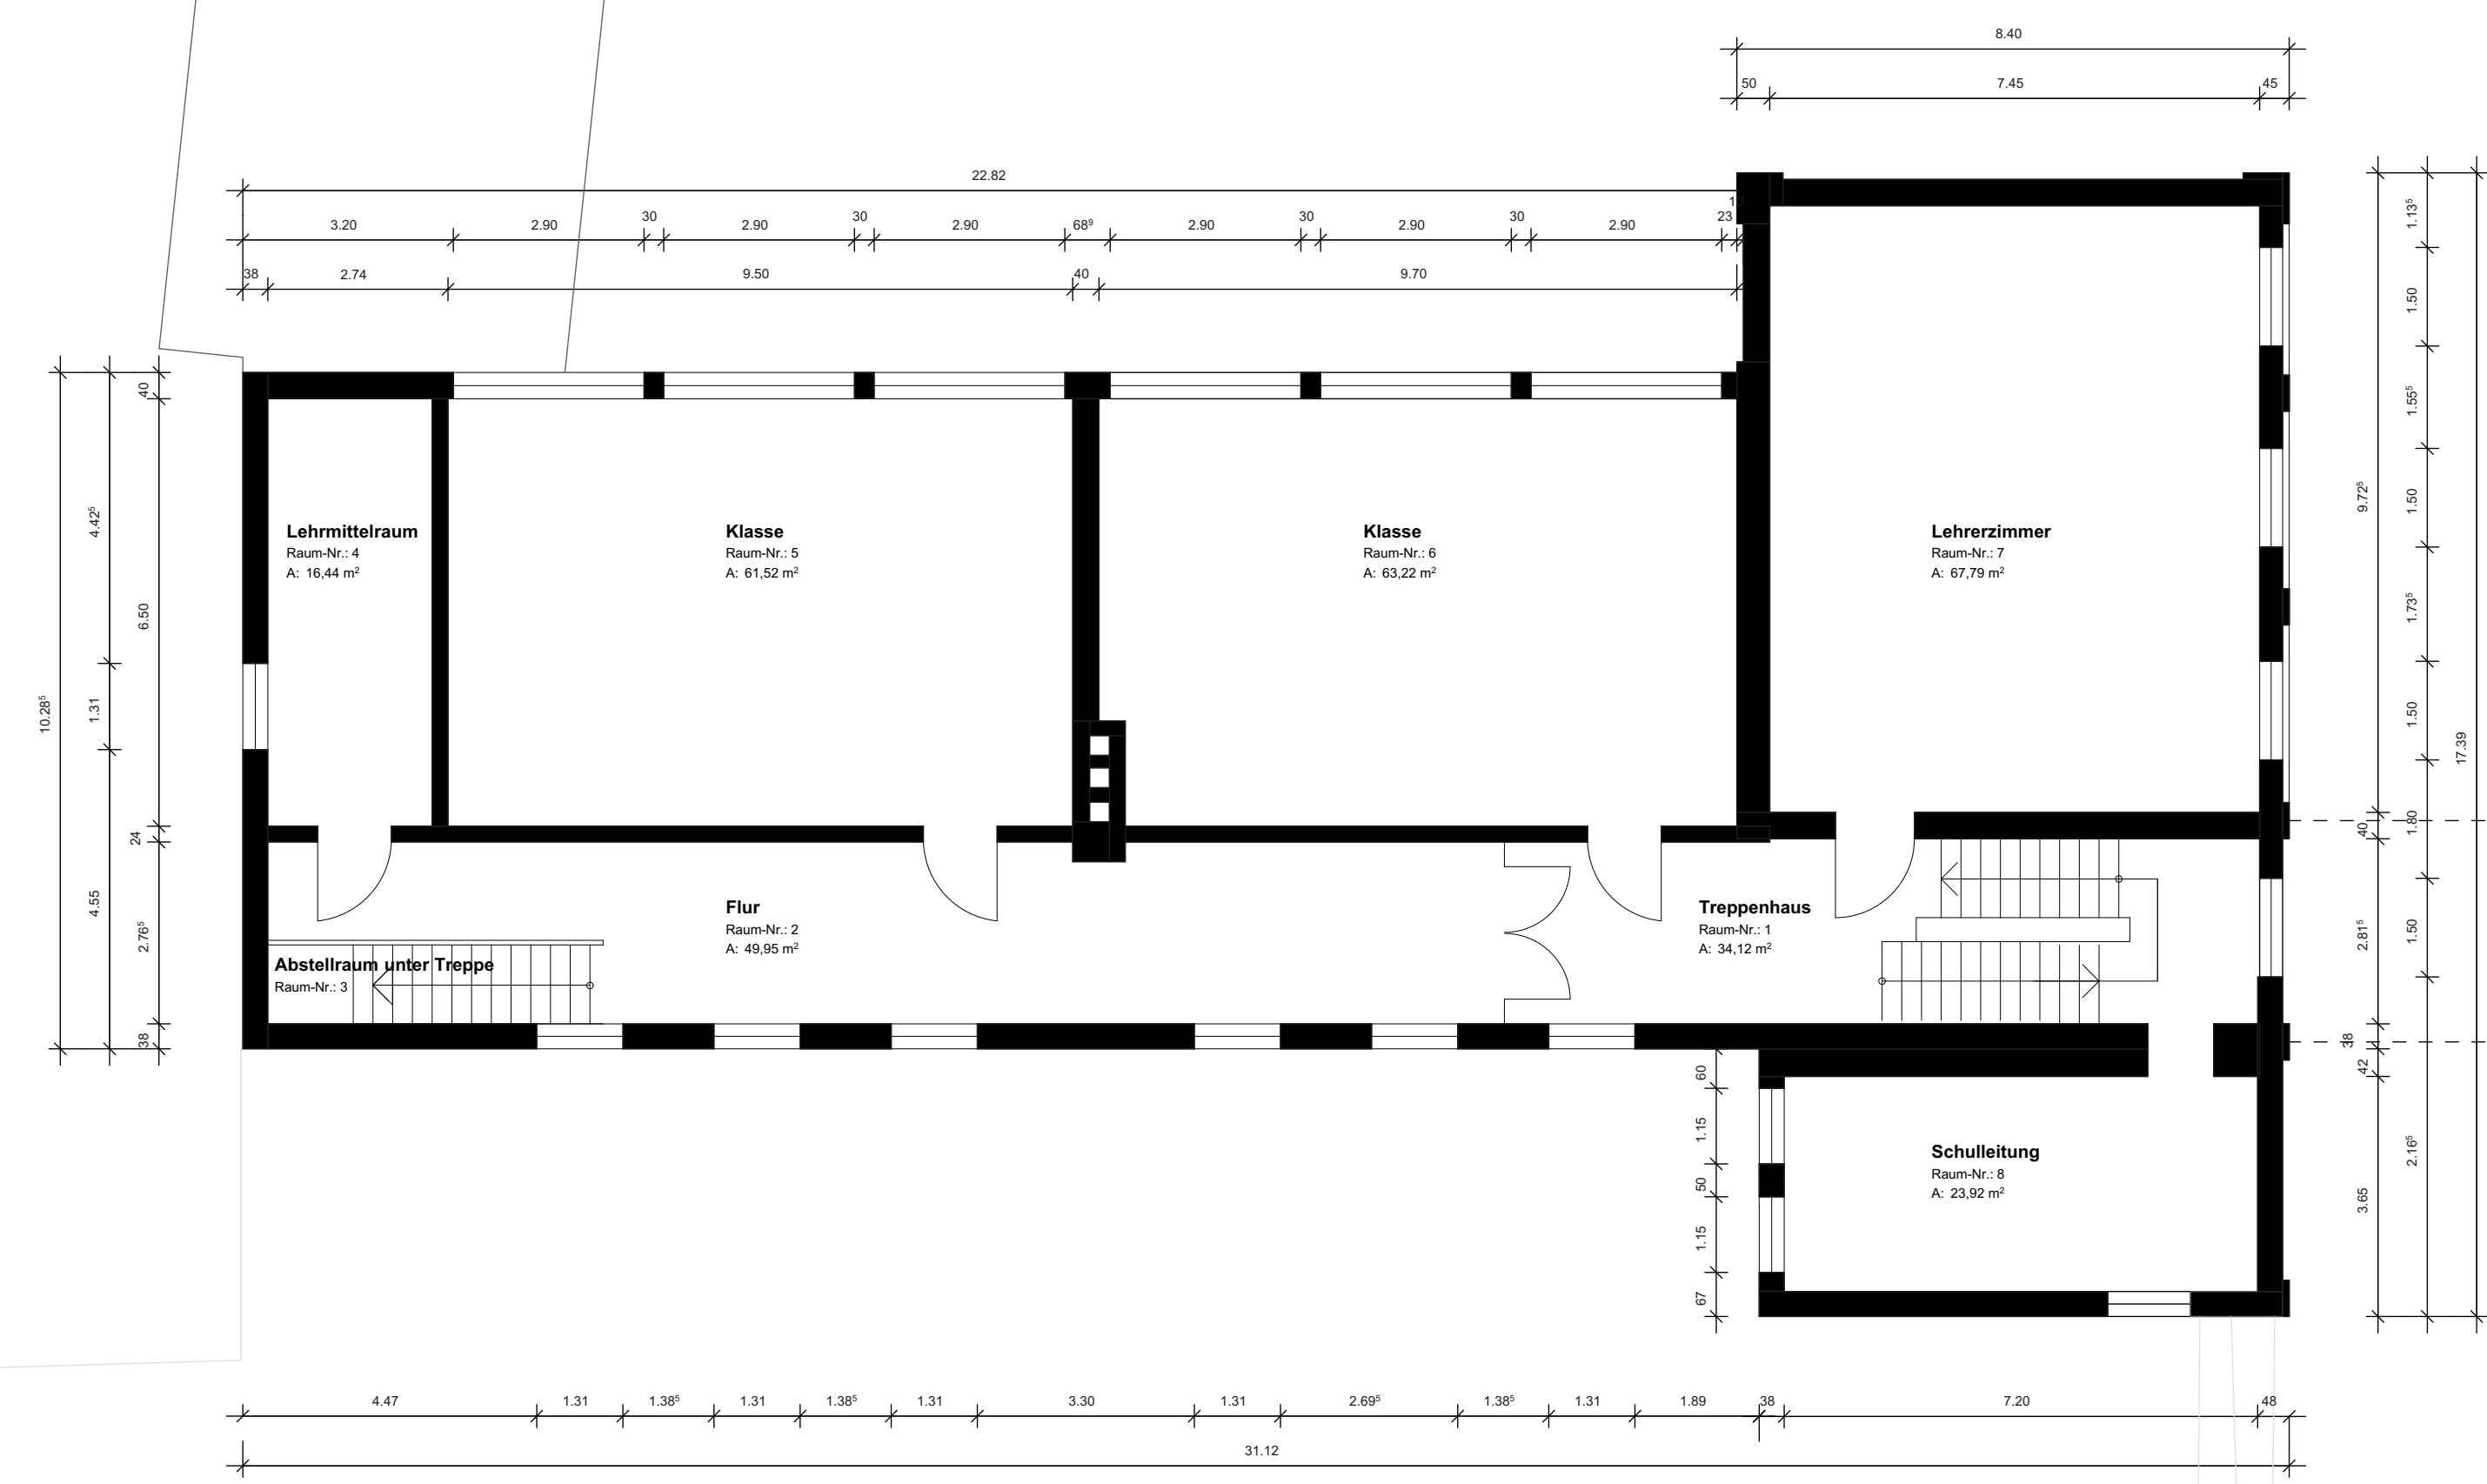 8.40
50 7.45 45
22.82
10
3.20 2.90 30 2.90 30 2.90 68⁹ 2.90 30 2.90 30 2.90 23
38 2.74 9.50 40 9.70
40
4.42⁵
6.50
1.31
10.28⁵
24
4.55
2.76⁵
38
Lehrmittelraum
Raum-Nr.: 4
A: 16,44 m²
Klasse
Raum-Nr.: 5
A: 61,52 m²
Klasse
Raum-Nr.: 6
A: 63,22 m²
Lehrerzimmer
Raum-Nr.: 7
A: 67,79 m²
1.13⁵
1.50
1.55⁵
9.72⁵
1.50
1.73⁵
1.50
17.39
1.80
40
2.81⁵
1.50
38
42
2.16⁵
3.65
Flur
Raum-Nr.: 2
A: 49,95 m²
Treppenhaus
Raum-Nr.: 1
A: 34,12 m²
Abstellraum unter Treppe
Raum-Nr.: 3
60
1.15
50
1.15
67
Schulleitung
Raum-Nr.: 8
A: 23,92 m²
4.47 1.31 1.38⁵ 1.31 1.38⁵ 1.31 3.30 1.31 2.69⁵ 1.38⁵ 1.31 1.89 38 7.20 48
31.12